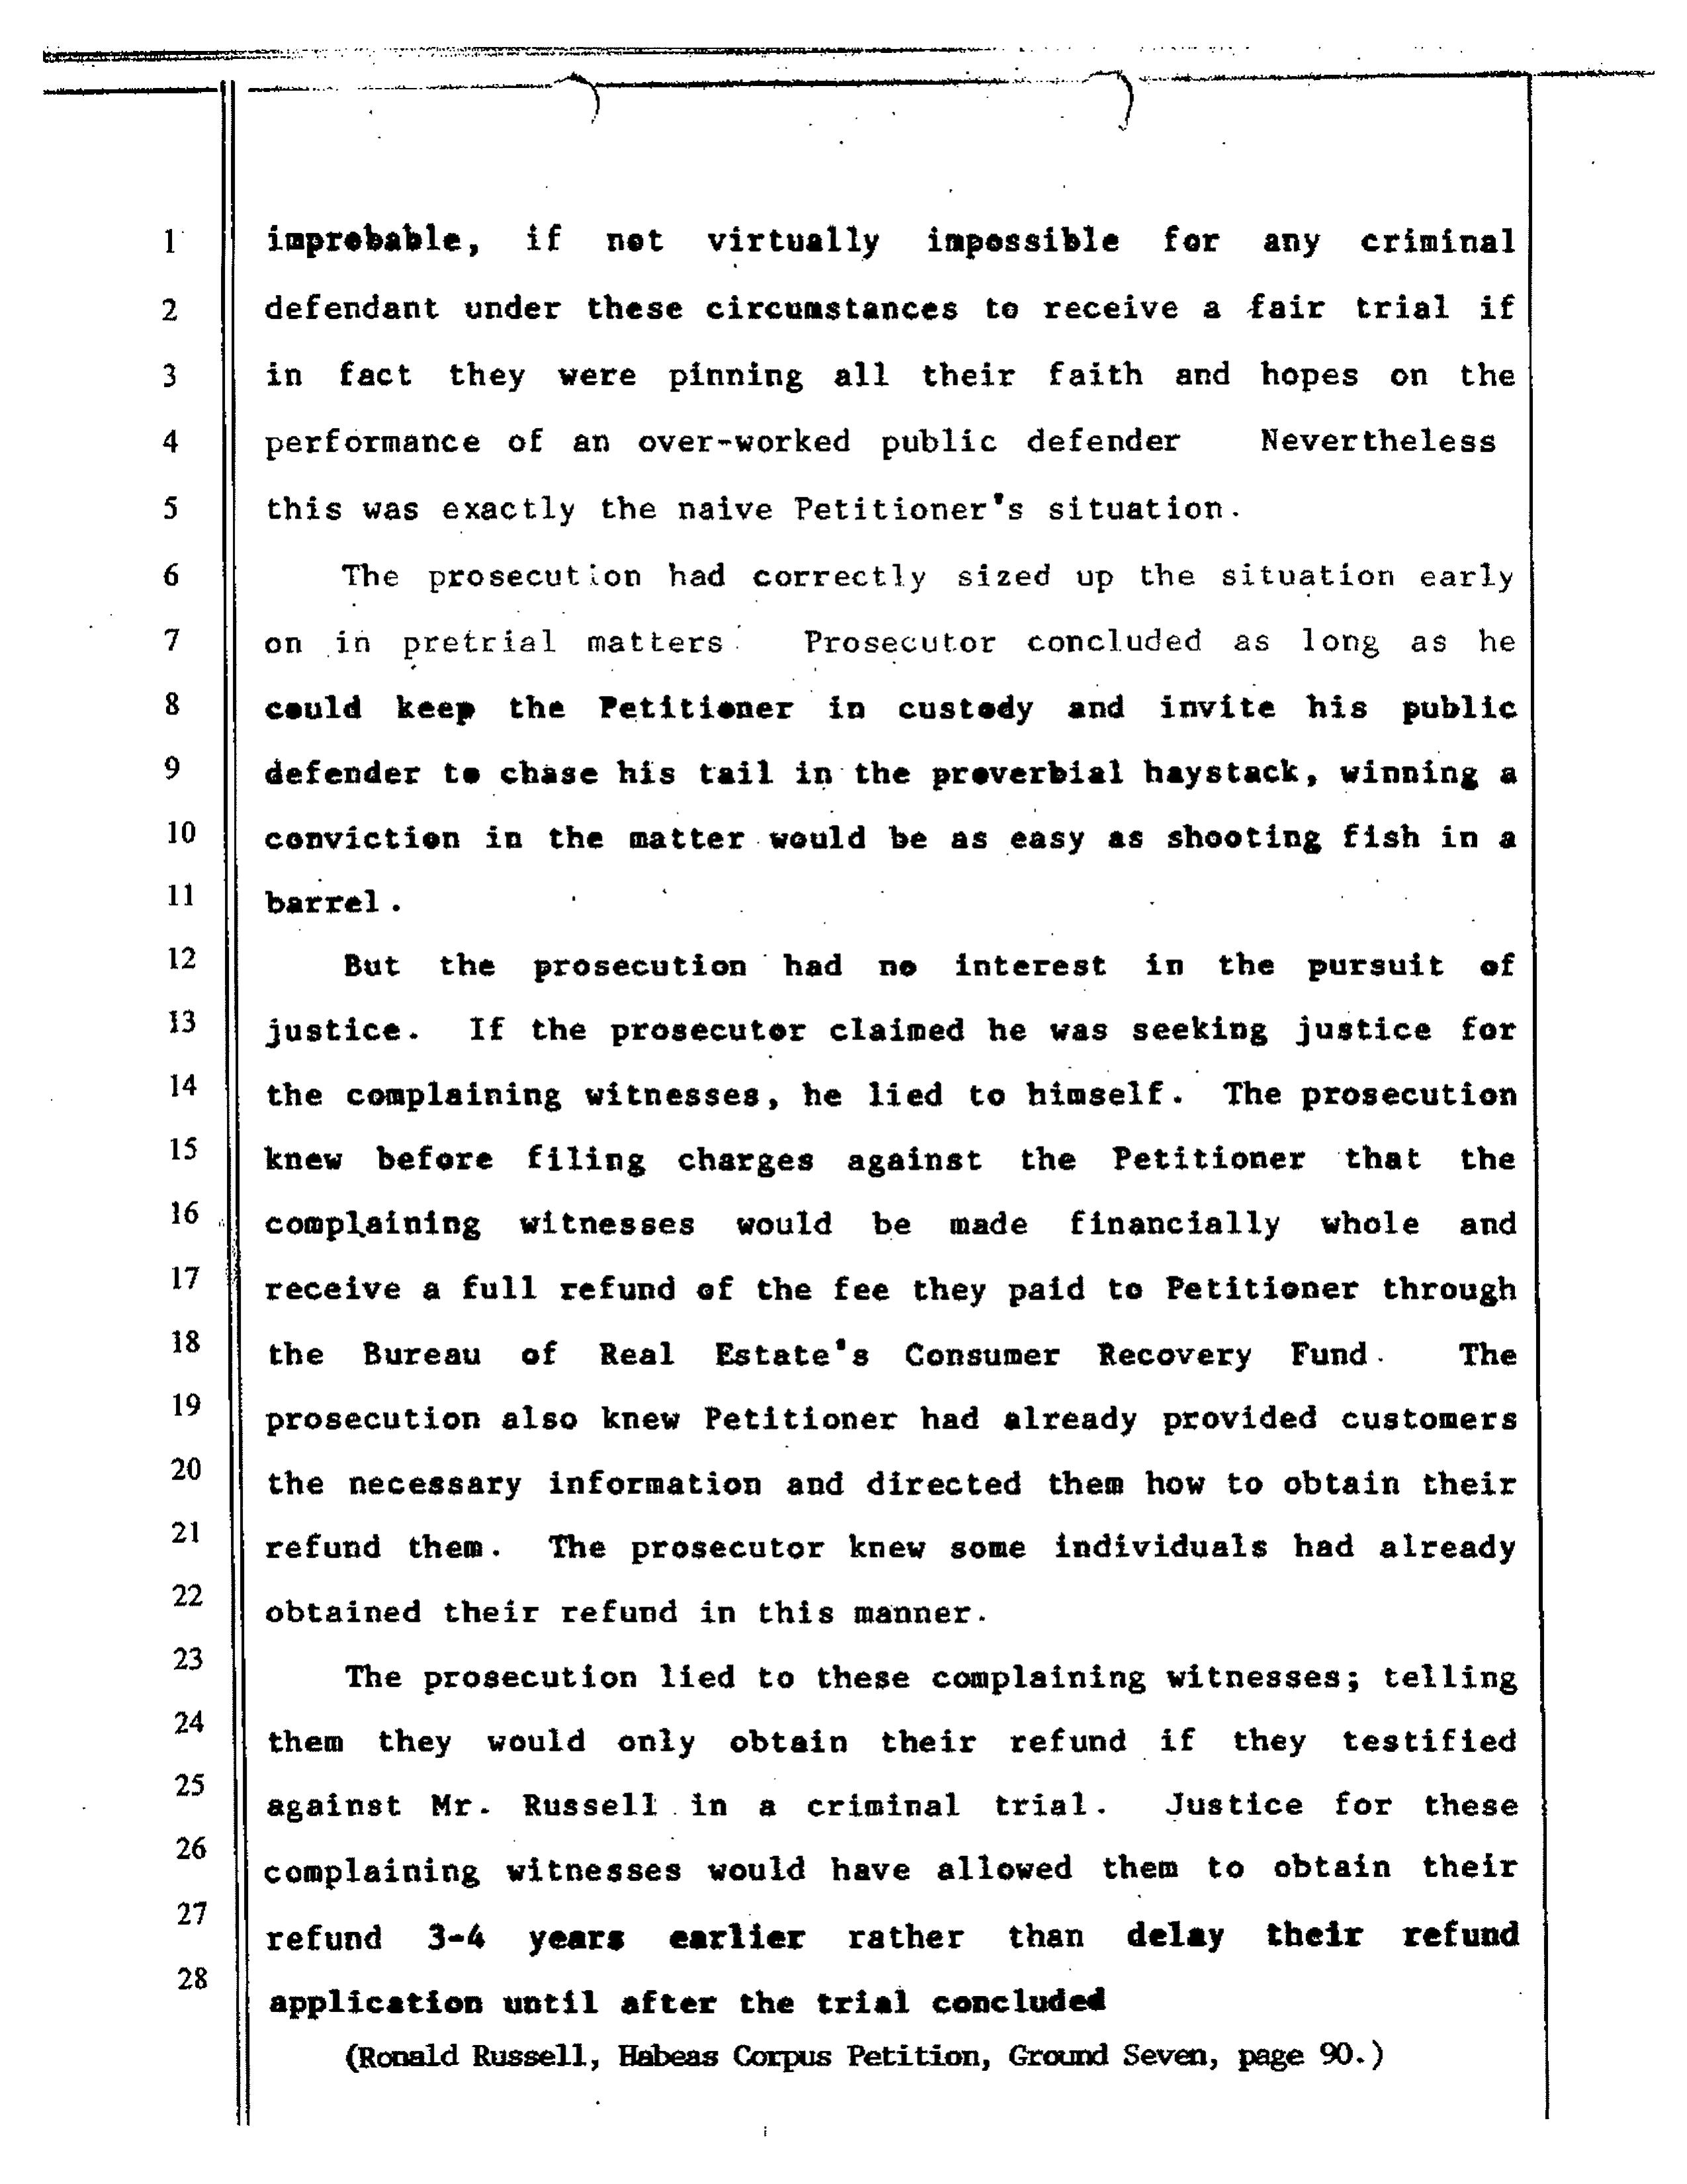 1 improbable, if not virtually impossible for any criminal
2 defendant under these circumstances to receive a fair trial if
3 in fact they were pinning all their faith and hopes on the
4 performance of an over-worked public defender Nevertheless
5 this was exactly the naive Petitioner's situation.
6 The prosecution had correctly sized up the situation early
7 on in pretrial matters. Prosecutor concluded as long as he
8 could keep the Petitioner in custody and invite his public
9 defender to chase his tail in the proverbial haystack, winning a
10 conviction in the matter would be as easy as shooting fish in a
11 barrel.
12 But the prosecution had no interest in the pursuit of
13 justice. If the prosecutor claimed he was seeking justice for
14 the complaining witnesses, he lied to himself. The prosecution
15 knew before filing charges against the Petitioner that the
16 complaining witnesses would be made financially whole and
17 receive a full refund of the fee they paid to Petitioner through
18 the Bureau of Real Estate's Consumer Recovery Fund. The
19 prosecution also knew Petitioner had already provided customers
20 the necessary information and directed them how to obtain their
21 refund them. The prosecutor knew some individuals had already
22 obtained their refund in this manner.
23 The prosecution lied to these complaining witnesses; telling
24 them they would only obtain their refund if they testified
25 against Mr. Russell in a criminal trial. Justice for these
26 complaining witnesses would have allowed them to obtain their
27 refund 3-4 years earlier rather than delay their refund
28 application until after the trial concluded
(Ronald Russell, Habeas Corpus Petition, Ground Seven, page 90.)